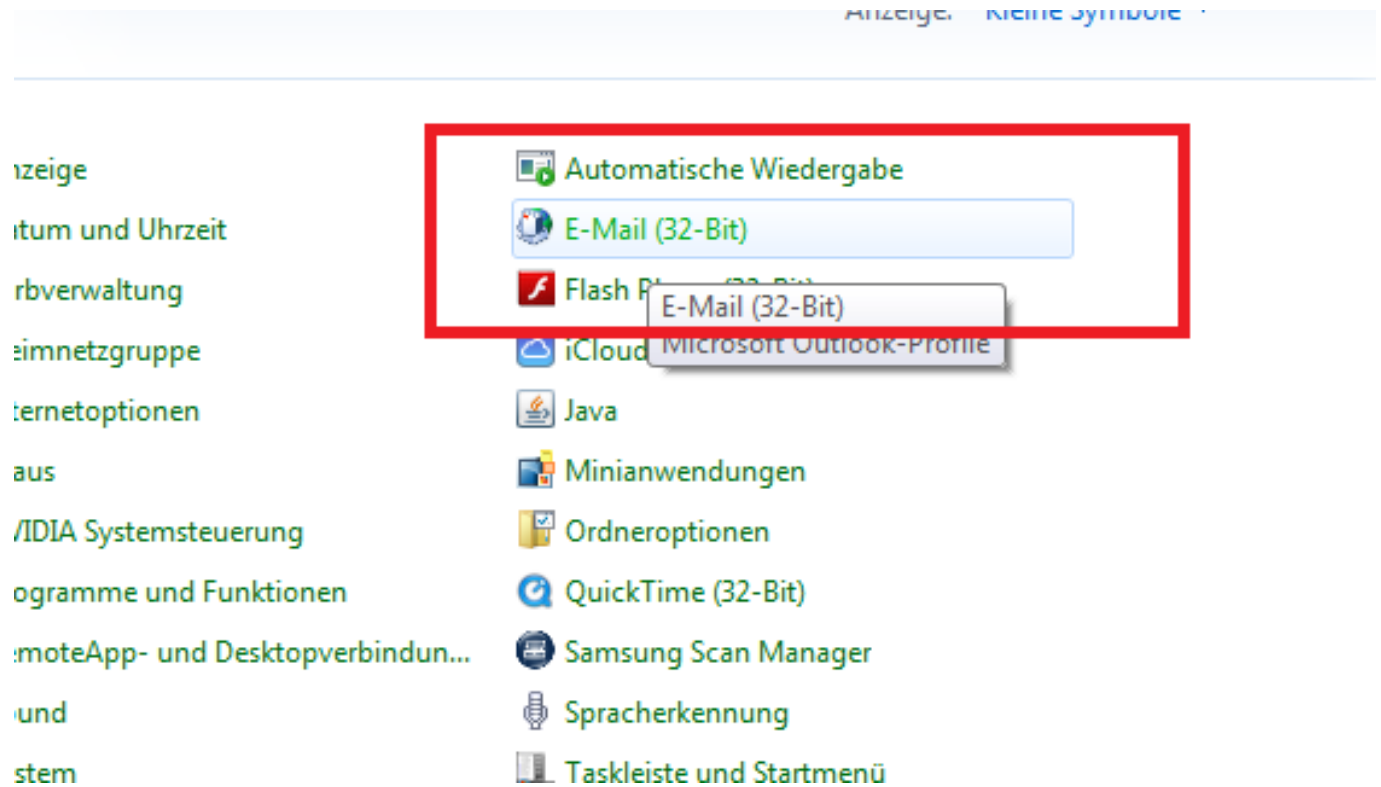 Anzeige: Kleine Symbole
nzeige
Automatische Wiedergabe
tum und Uhrzeit
E-Mail (32-Bit)
rbverwaltung
Flash P
E-Mail (32-Bit)
Microsoft Outlook-Profile
eimnetzgruppe
iCloud
ternetoptionen
Java
aus
Minianwendungen
VIDIA Systemsteuerung
Ordneroptionen
ogramme und Funktionen
QuickTime (32-Bit)
emoteApp- und Desktopverbindun...
Samsung Scan Manager
und
Spracherkennung
stem
Taskleiste und Startmenü